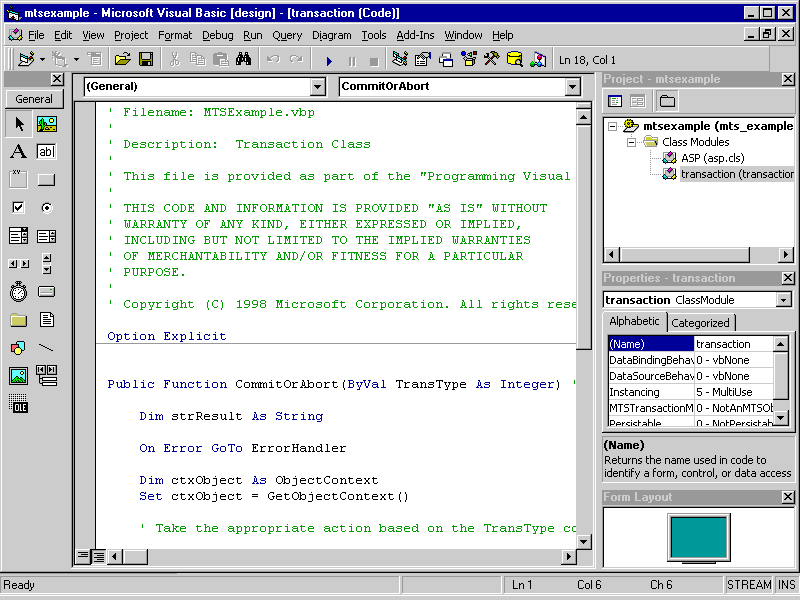 mtsexample - Microsoft Visual Basic [design] - [transaction (Code)]
File Edit View Project Format Debug Run Query Diagram Tools Add-Ins Window Help
Ln 18, Col 1
General
A
ab|
xv
OLE
(General)
CommitOrAbort
' Filename: MTSExample.vbp
'
' Description:  Transaction Class
'
' This file is provided as part of the "Programming Visual
'
' THIS CODE AND INFORMATION IS PROVIDED "AS IS" WITHOUT
' WARRANTY OF ANY KIND, EITHER EXPRESSED OR IMPLIED,
' INCLUDING BUT NOT LIMITED TO THE IMPLIED WARRANTIES
' OF MERCHANTABILITY AND/OR FITNESS FOR A PARTICULAR
' PURPOSE.
'
' Copyright (C) 1998 Microsoft Corporation. All rights rese
Option Explicit
Public Function CommitOrAbort(ByVal TransType As Integer) '
Dim strResult As String
On Error GoTo ErrorHandler
Dim ctxObject As ObjectContext
Set ctxObject = GetObjectContext()
' Take the appropriate action based on the TransType co
Project - mtsexample
mtsexample (mts_example
Class Modules
ASP (asp.cls)
transaction (transaction
Properties - transaction
transaction ClassModule
Alphabetic Categorized
(Name) transaction
DataBindingBehav 0 - vbNone
DataSourceBehav 0 - vbNone
Instancing 5 - MultiUse
MTSTransactionM 0 - NotAnMTSOb
Persistable 0 - NotPersistab
(Name)
Returns the name used in code to
identify a form, control, or data access
Form Layout
Ready Ln 1 Col 6 Ch 6 STREAM INS